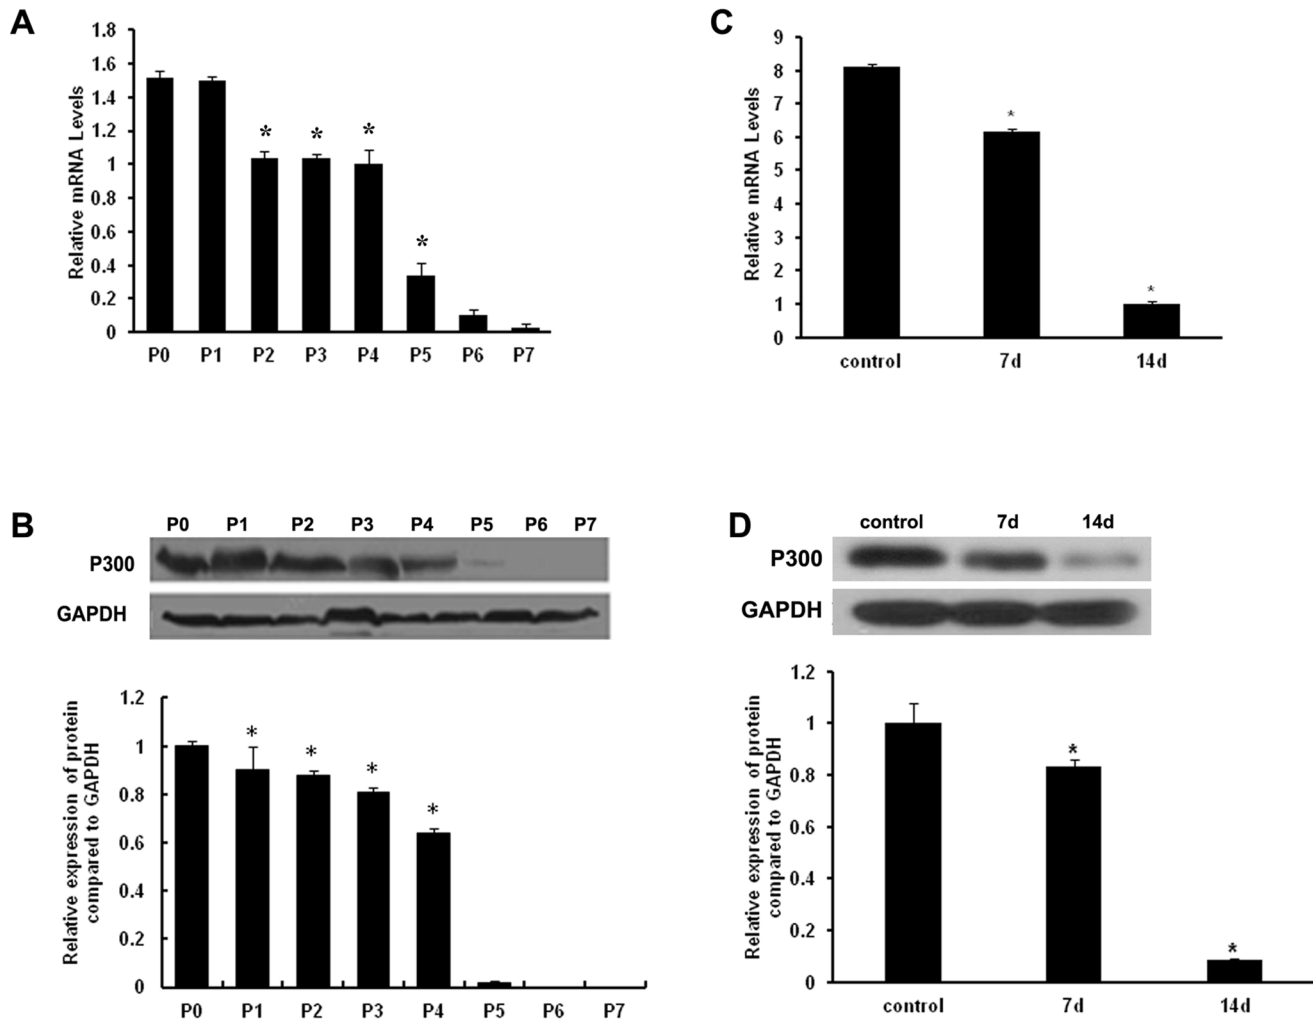 A
1.8
1.6
1.4
1.2
1
0.8
0.6
0.4
0.2
0
Relative mRNA Levels
* * *
*
P0 P1 P2 P3 P4 P5 P6 P7
C
9
8
7
6
5
4
3
2
1
0
Relative mRNA Levels
*
*
control 7d 14d
B
P0 P1 P2 P3 P4 P5 P6 P7
P300
GAPDH
1.2
1
0.8
0.6
0.4
0.2
0
Relative expression of protein
compared to GAPDH
* * * *
P0 P1 P2 P3 P4 P5 P6 P7
D
control 7d 14d
P300
GAPDH
1.2
1
0.8
0.6
0.4
0.2
0
Relative expression of protein
compared to GAPDH
*
*
control 7d 14d